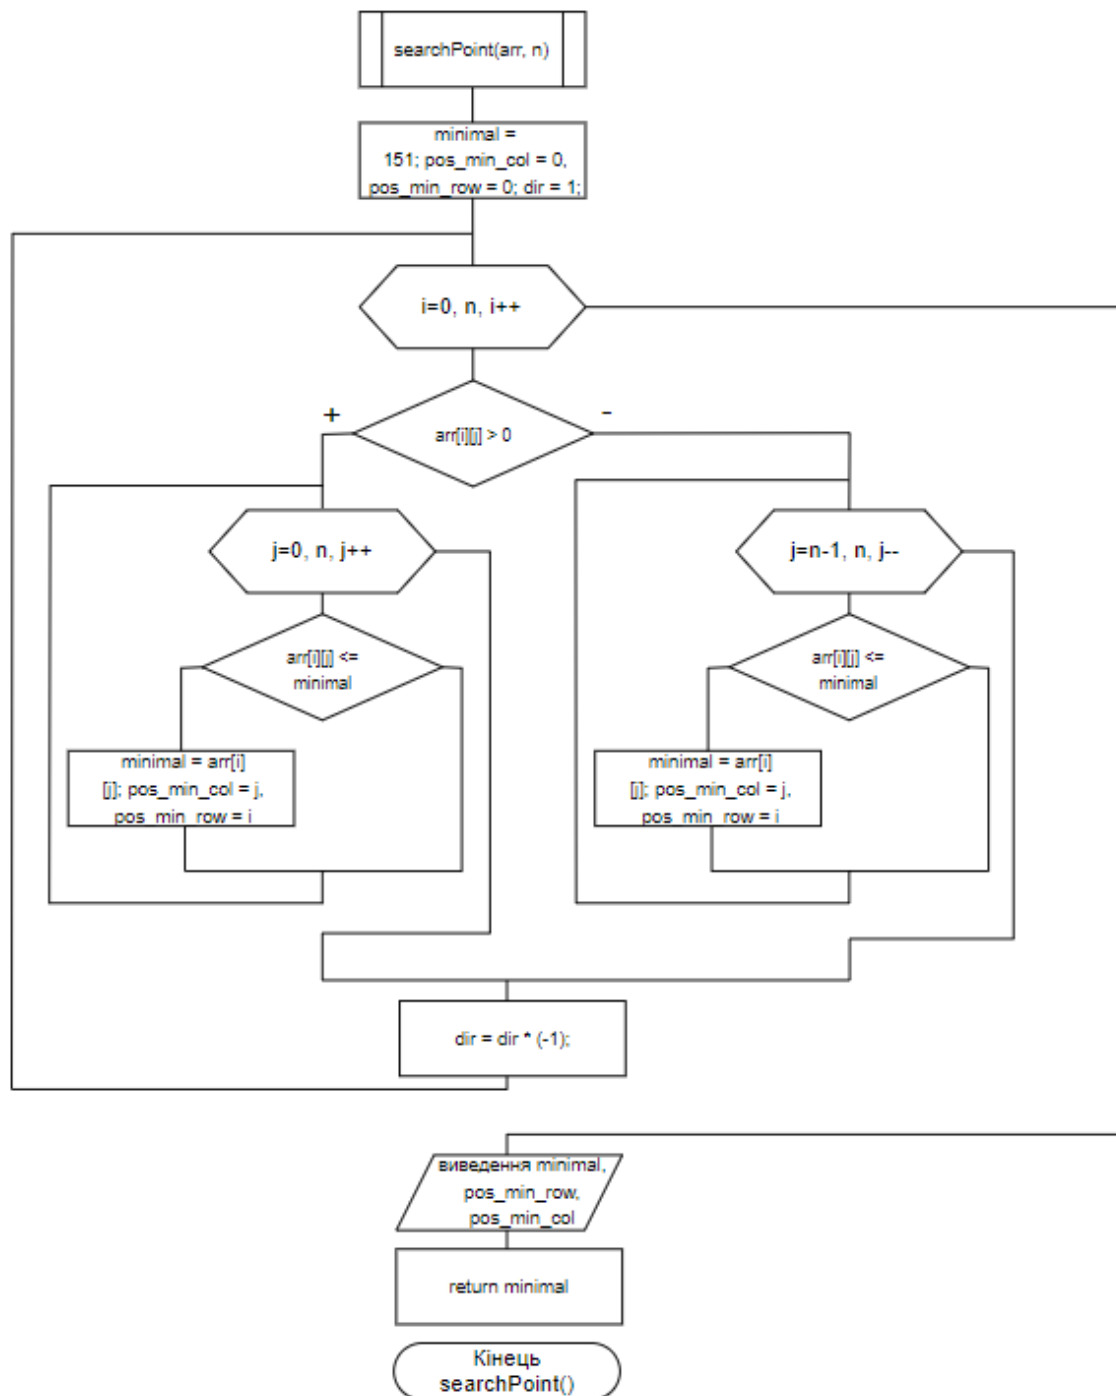 searchPoint(arr, n)
minimal =
151; pos_min_col = 0,
pos_min_row = 0; dir = 1;
i=0, n, i++
+
-
arr[i][j] > 0
j=0, n, j++
j=n-1, n, j--
arr[i][j] <=
minimal
arr[i][j] <=
minimal
minimal = arr[i]
[j]; pos_min_col = j,
pos_min_row = i
minimal = arr[i]
[j]; pos_min_col = j,
pos_min_row = i
dir = dir * (-1);
виведення minimal,
pos_min_row,
pos_min_col
return minimal
Кінець
searchPoint()